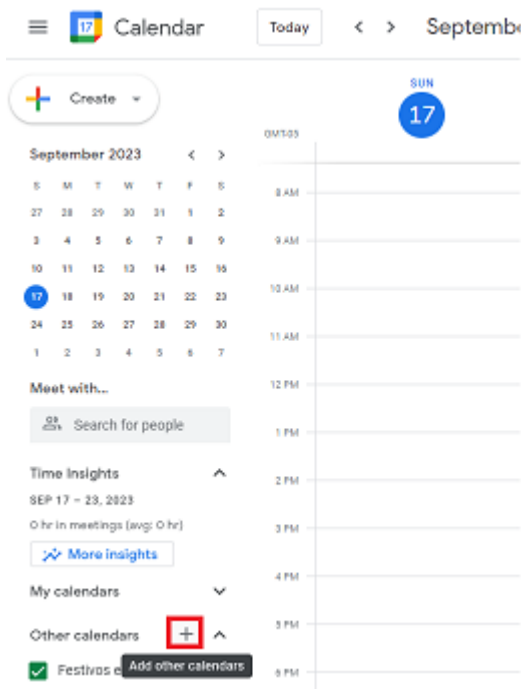 17 Calendar Today Septemb
SUN
17
Create
GMT-03
September 2023
S M T W T F S
27 28 29 30 31 1 2
3 4 5 6 7 8 9
10 11 12 13 14 15 16
17 18 19 20 21 22 23
24 25 26 27 28 29 30
1 2 3 4 5 6 7
8 AM
9 AM
10 AM
11 AM
12 PM
1 PM
2 PM
3 PM
4 PM
5 PM
6 PM
Meet with...
Search for people
Time Insights
SEP 17 – 23, 2023
0 hr in meetings (avg: 0 hr)
More insights
My calendars
Other calendars +
Festivos e
Add other calendars